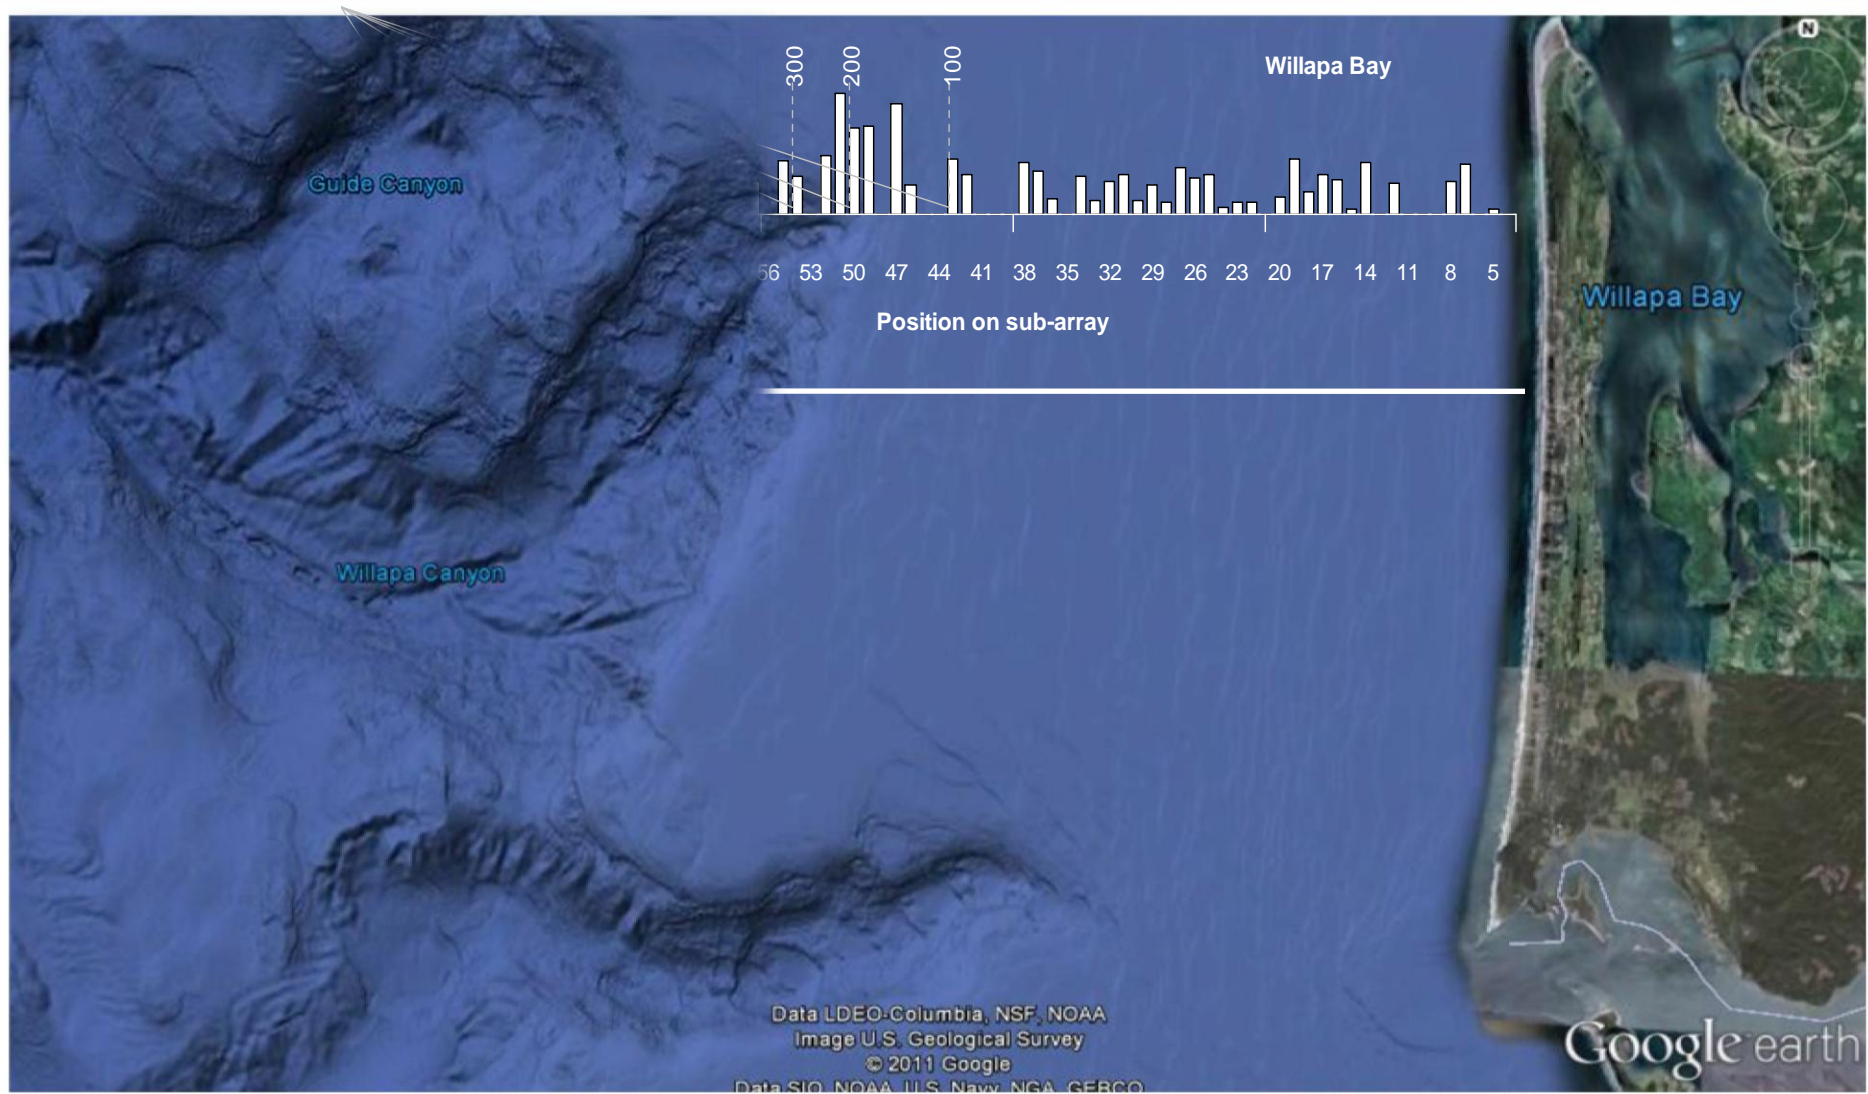 N
300
200
100
Willapa Bay
Guide Canyon
56 53 50 47 44 41 38 35 32 29 26 23 20 17 14 11 8 5
Willapa Bay
Position on sub-array
Willapa Canyon
Data LDEO-Columbia, NSF, NOAA
Image U.S. Geological Survey
© 2011 Google
Data SIO, NOAA, U.S. Navy, NGA, GEBCO
Google earth